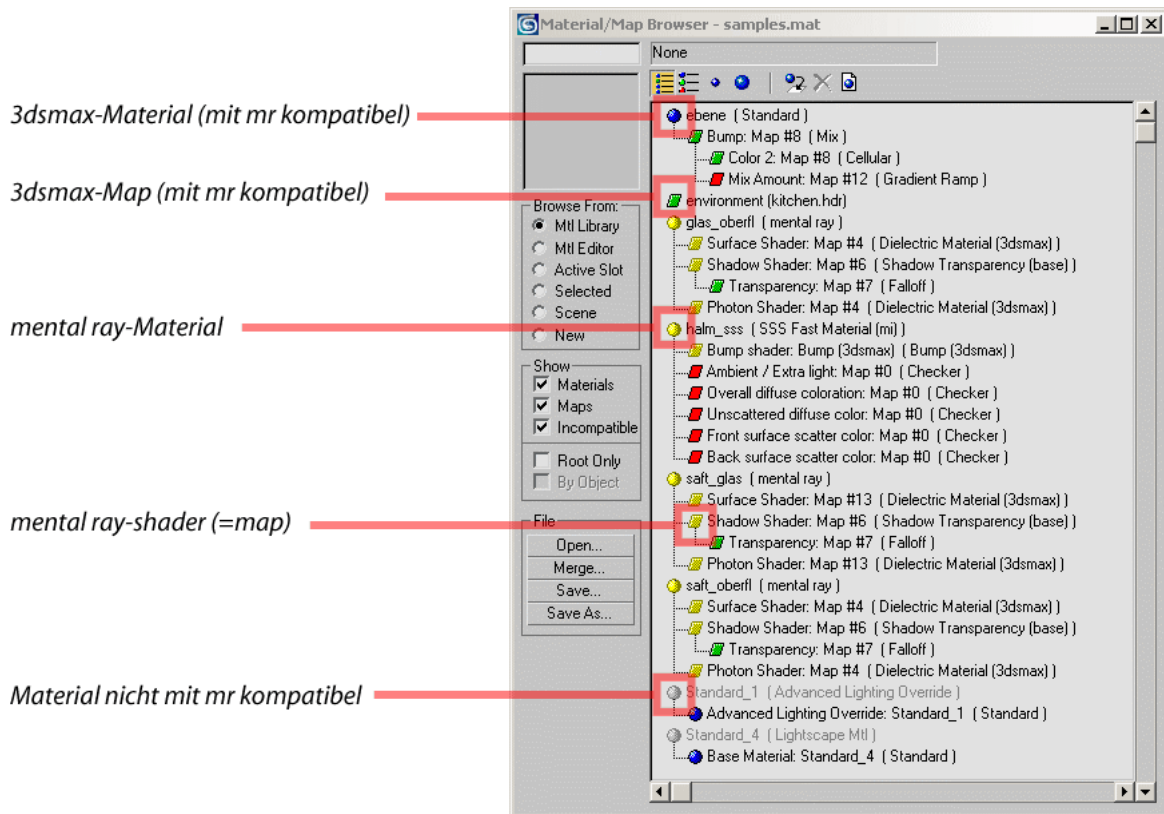 Material/Map Browser - samples.mat
None
3dsmax-Material (mit mr kompatibel)
3dsmax-Map (mit mr kompatibel)
mental ray-Material
mental ray-shader (=map)
Material nicht mit mr kompatibel
Browse From:
Mtl Library
Mtl Editor
Active Slot
Selected
Scene
New
Show
Materials
Maps
Incompatible
Root Only
By Object
File
Open...
Merge...
Save...
Save As...
ebene ( Standard )
Bump: Map #8 ( Mix )
Color 2: Map #8 ( Cellular )
Mix Amount: Map #12 ( Gradient Ramp )
environment (kitchen.hdr)
glas_oberfl ( mental ray )
Surface Shader: Map #4 ( Dielectric Material (3dsmax) )
Shadow Shader: Map #6 ( Shadow Transparency (base) )
Transparency: Map #7 ( Falloff )
Photon Shader: Map #4 ( Dielectric Material (3dsmax) )
halm_sss ( SSS Fast Material (mi) )
Bump shader: Bump (3dsmax) ( Bump (3dsmax) )
Ambient / Extra light: Map #0 ( Checker )
Overall diffuse coloration: Map #0 ( Checker )
Unscattered diffuse color: Map #0 ( Checker )
Front surface scatter color: Map #0 ( Checker )
Back surface scatter color: Map #0 ( Checker )
saft_glas ( mental ray )
Surface Shader: Map #13 ( Dielectric Material (3dsmax) )
Shadow Shader: Map #6 ( Shadow Transparency (base) )
Transparency: Map #7 ( Falloff )
Photon Shader: Map #13 ( Dielectric Material (3dsmax) )
saft_oberfl ( mental ray )
Surface Shader: Map #4 ( Dielectric Material (3dsmax) )
Shadow Shader: Map #6 ( Shadow Transparency (base) )
Transparency: Map #7 ( Falloff )
Photon Shader: Map #4 ( Dielectric Material (3dsmax) )
Standard_1 ( Advanced Lighting Override )
Advanced Lighting Override: Standard_1 ( Standard )
Standard_4 ( Lightscape Mtl )
Base Material: Standard_4 ( Standard )